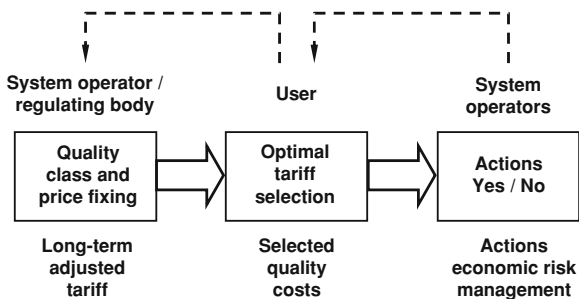 System operator /
regulating body
User
System
operators
Quality
class and
price fixing
Optimal
tariff
selection
Actions
Yes / No
Long-term
adjusted
tariff
Selected
quality
costs
Actions
economic risk
management